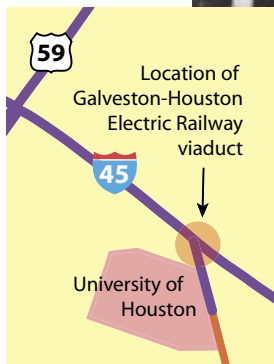 59
Location of
Galveston-Houston
Electric Railway
viaduct
45
University of
Houston